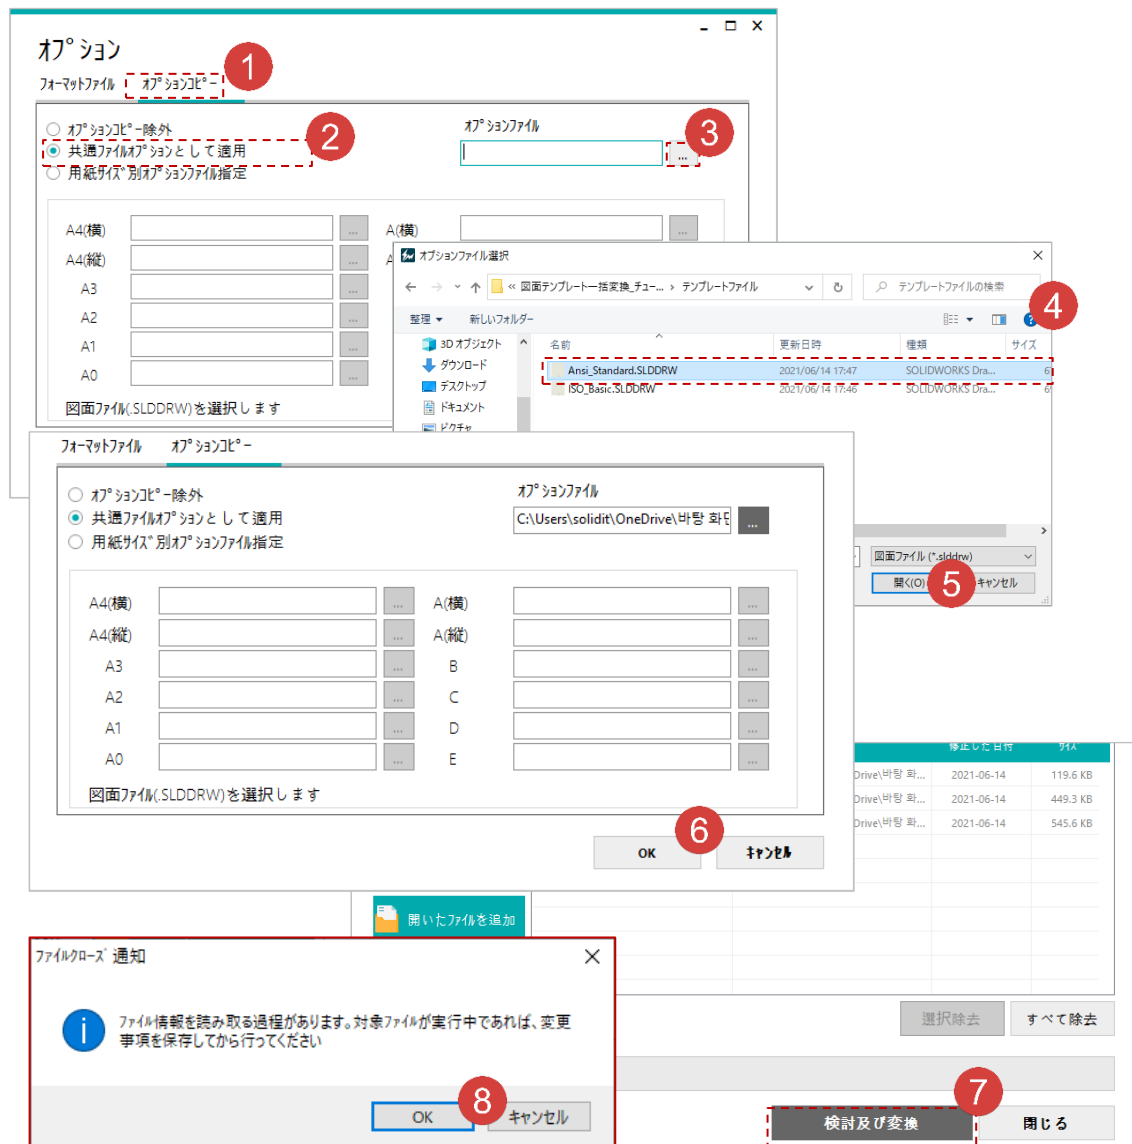 オプション
1
フォーマットファイル オプションコピー
オプションコピー除外
2
共通ファイルオプションとして適用
用紙サイズ別オプションファイル指定
オプションファイル
3
...
A4(横) ... A(横) ...
A4(縦) ...
A3 ...
A2 ...
A1 ...
A0 ...
図面ファイル(.SLDDRW)を選択します
オプションファイル選択
« 図面テンプレート一括変換_チュー... › テンプレートファイル
テンプレートファイルの検索
4
整理 新しいフォルダー
3D オブジェクト
ダウンロード
デスクトップ
ドキュメント
ピクチャ
名前 更新日時 種類 サイズ
Ansi_Standard.SLDDRW 2021/06/14 17:47 SOLIDWORKS Dra...
ISO_Basic.SLDDRW 2021/06/14 17:46 SOLIDWORKS Dra...
図面ファイル (*.slddrw)
開く(O) 5 キャンセル
フォーマットファイル オプションコピー
オプションコピー除外
共通ファイルオプションとして適用
用紙サイズ別オプションファイル指定
オプションファイル
C:\Users\solidit\OneDrive\바탕 화 ...
A4(横) ... A(横) ...
A4(縦) ... A(縦) ...
A3 ... B ...
A2 ... C ...
A1 ... D ...
A0 ... E ...
図面ファイル(.SLDDRW)を選択します
6
OK キャンセル
修正した日付 サイズ
Drive\바탕 화... 2021-06-14 119.6 KB
Drive\바탕 화... 2021-06-14 449.3 KB
Drive\바탕 화... 2021-06-14 545.6 KB
開いたファイルを追加
選択除去 すべて除去
ファイルクローズ 通知
ファイル情報を読み取る過程があります。対象ファイルが実行中であれば、変更
事項を保存してから行ってください
OK 8 キャンセル
7
検討及び変換 閉じる